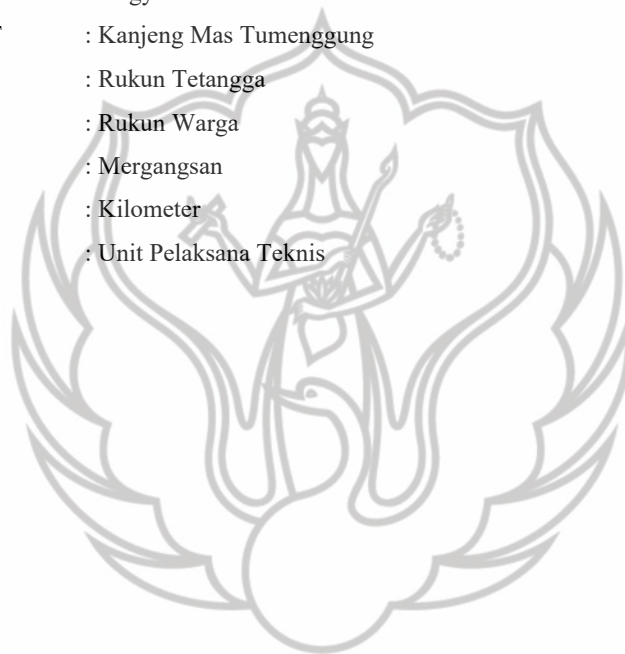 : Kanjeng Mas Tumenggung
: Rukun Tetangga
: Rukun Warga
: Mergangsan
: Kilometer
: Unit Pelaksana Teknis